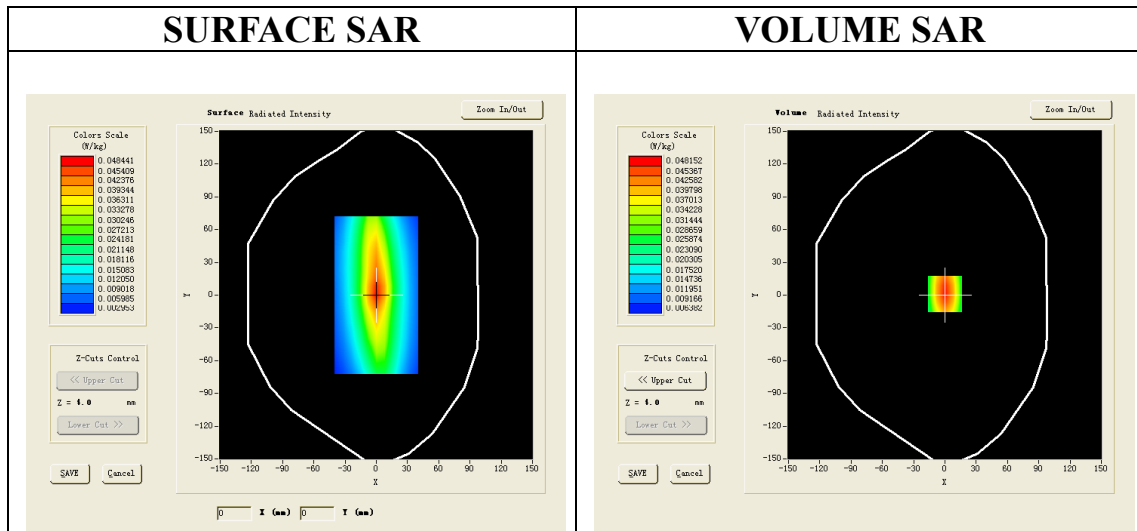 SURFACE SAR
VOLUME SAR
Surface Radiated Intensity
Zoom In/Out
Colors Scale
(W/kg)
0.048441
0.045409
0.042376
0.039344
0.036311
0.033278
0.030246
0.027213
0.024181
0.021148
0.018116
0.015083
0.012050
0.009018
0.005985
0.002953
Z-Cuts Control
<< Upper Cut
Z = 4.0 mm
Lower Cut >>
SAVE Cancel
150
120
90
60
30
0
-30
-60
-90
-120
-150
Y
-150 -120 -90 -60 -30 0 30 60 90 120 150
X
0 X (mm) 0 Y (mm)
Volume Radiated Intensity
Zoom In/Out
Colors Scale
(W/kg)
0.048152
0.045367
0.042582
0.039798
0.037013
0.034228
0.031444
0.028659
0.025874
0.023090
0.020305
0.017520
0.014736
0.011951
0.009166
0.006382
Z-Cuts Control
<< Upper Cut
Z = 4.0 mm
Lower Cut >>
SAVE Cancel
150
120
90
60
30
0
-30
-60
-90
-120
-150
Y
-150 -120 -90 -60 -30 0 30 60 90 120 150
X